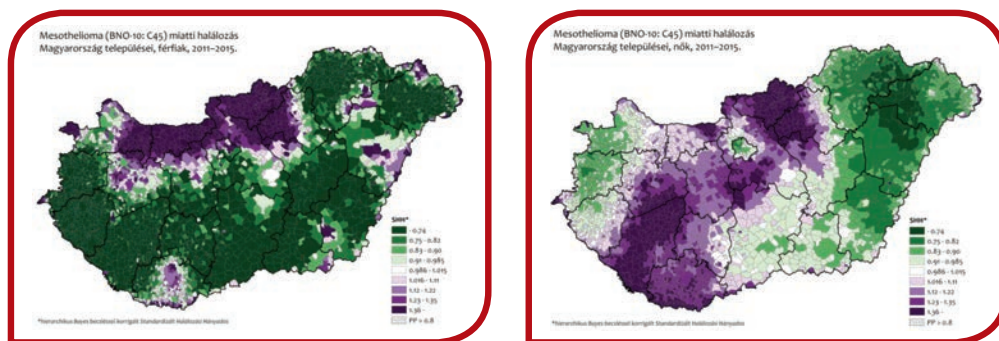 Mesothelioma (BNO-10: C45) miatti halálozás
Magyarország települései, férfiak, 2011–2015.
SHH*
- 0.74
0.75 - 0.82
0.83 - 0.90
0.91 - 0.985
0.986 - 1.015
1.016 - 1.11
1.12 - 1.22
1.23 - 1.35
1.36 -
PP > 0.8
*hierarchikus Bayes becsléssel korrigált Standardizált Halálozási Hányados
Mesothelioma (BNO-10: C45) miatti halálozás
Magyarország települései, nők, 2011–2015.
SHH*
- 0.74
0.75 - 0.82
0.83 - 0.90
0.91 - 0.985
0.986 - 1.015
1.016 - 1.11
1.12 - 1.22
1.23 - 1.35
1.36 -
PP > 0.8
*hierarchikus Bayes becsléssel korrigált Standardizált Halálozási Hányados